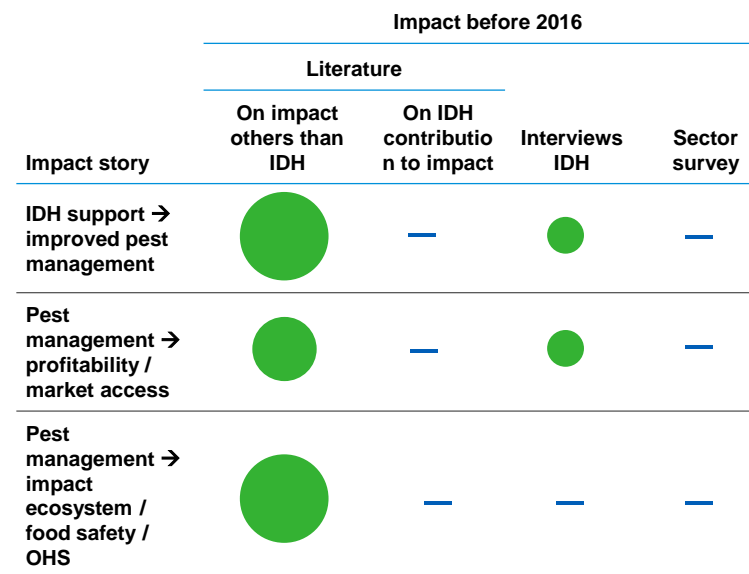 Impact before 2016
Literature
Impact story
On impact
others than
IDH
On IDH
contributio
n to impact
Interviews
IDH
Sector
survey
IDH support →
improved pest
management
Pest
management →
profitability /
market access
Pest
management →
impact
ecosystem /
food safety /
OHS